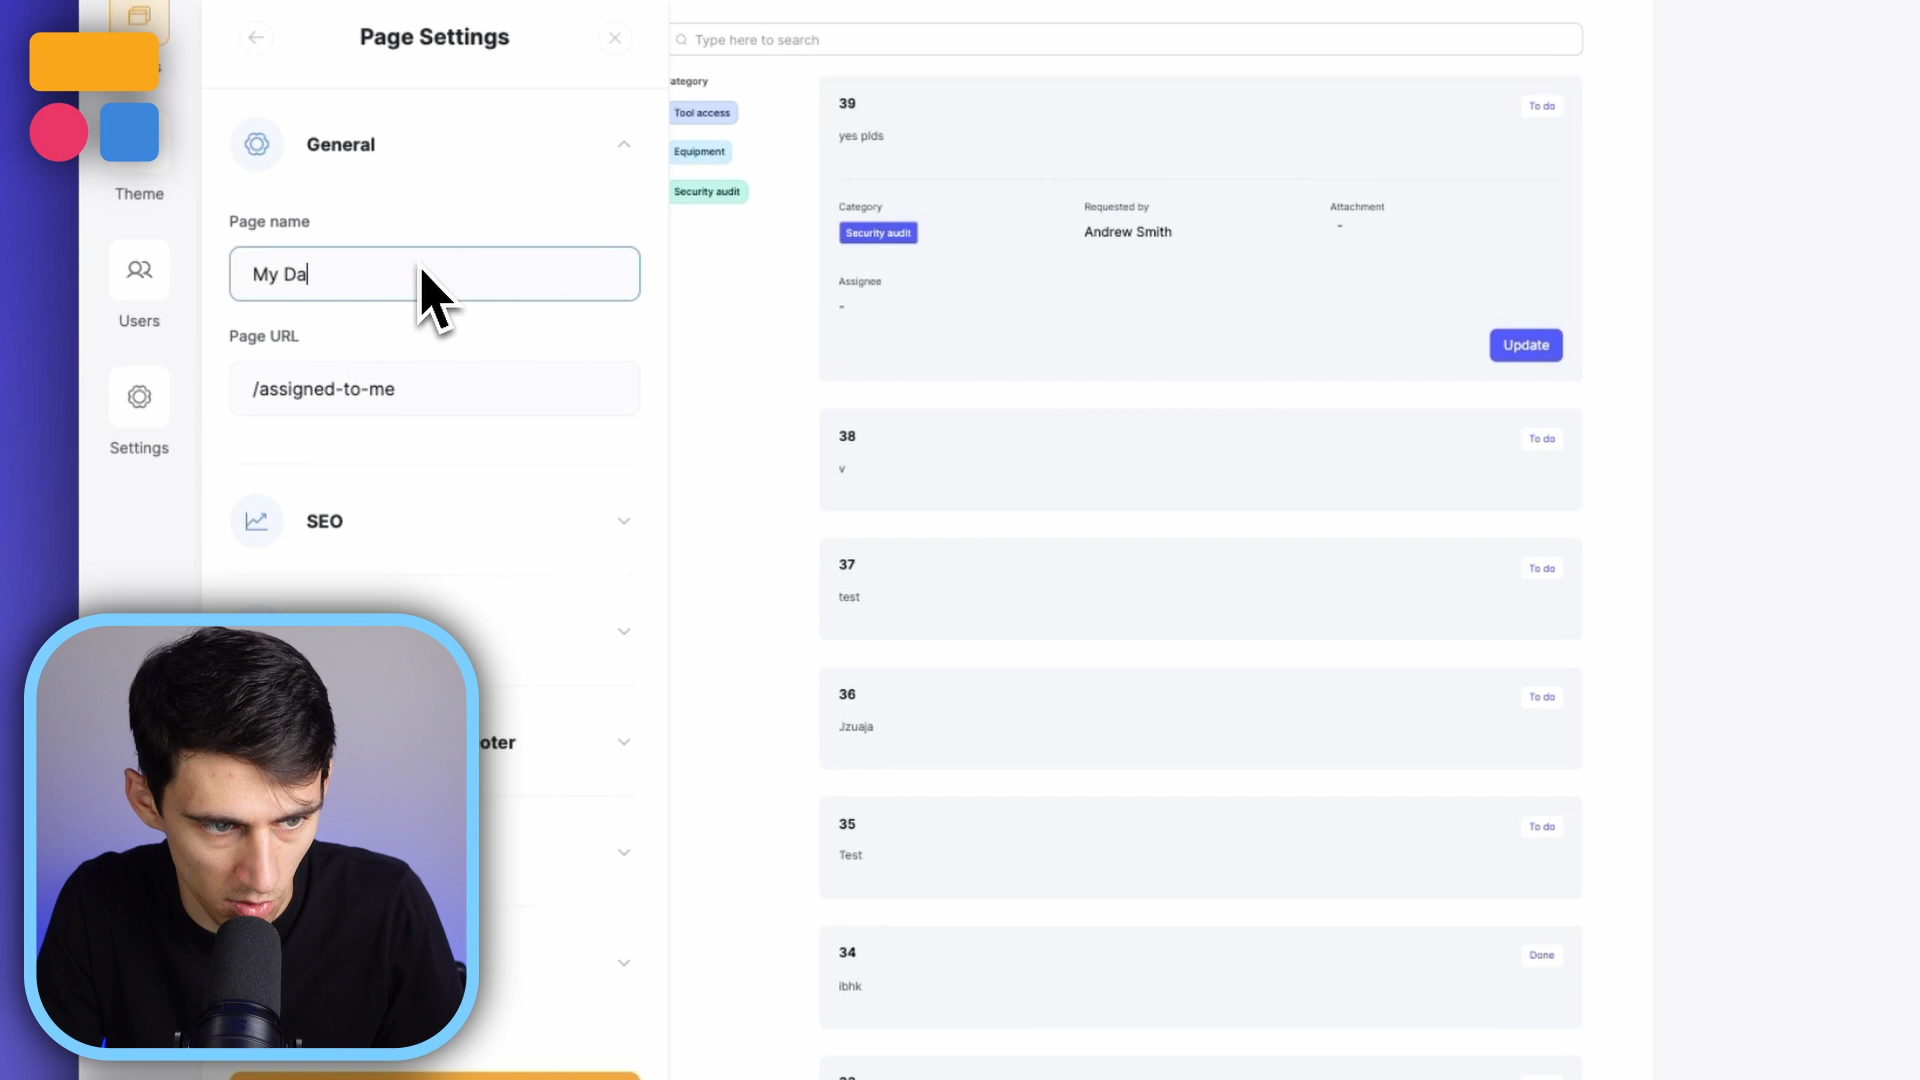 Page Settings
General
Page name
My Da
Page URL
/assigned-to-me
SEO
oter
s
Theme
Users
Settings
Type here to search
ategory
Tool access
Equipment
Security audit
39
To do
yes plds
Category
Requested by
Attachment
Security audit
Andrew Smith
-
Assignee
-
Update
38
To do
v
37
To do
test
36
To do
Jzuaja
35
To do
Test
34
Done
ibhk